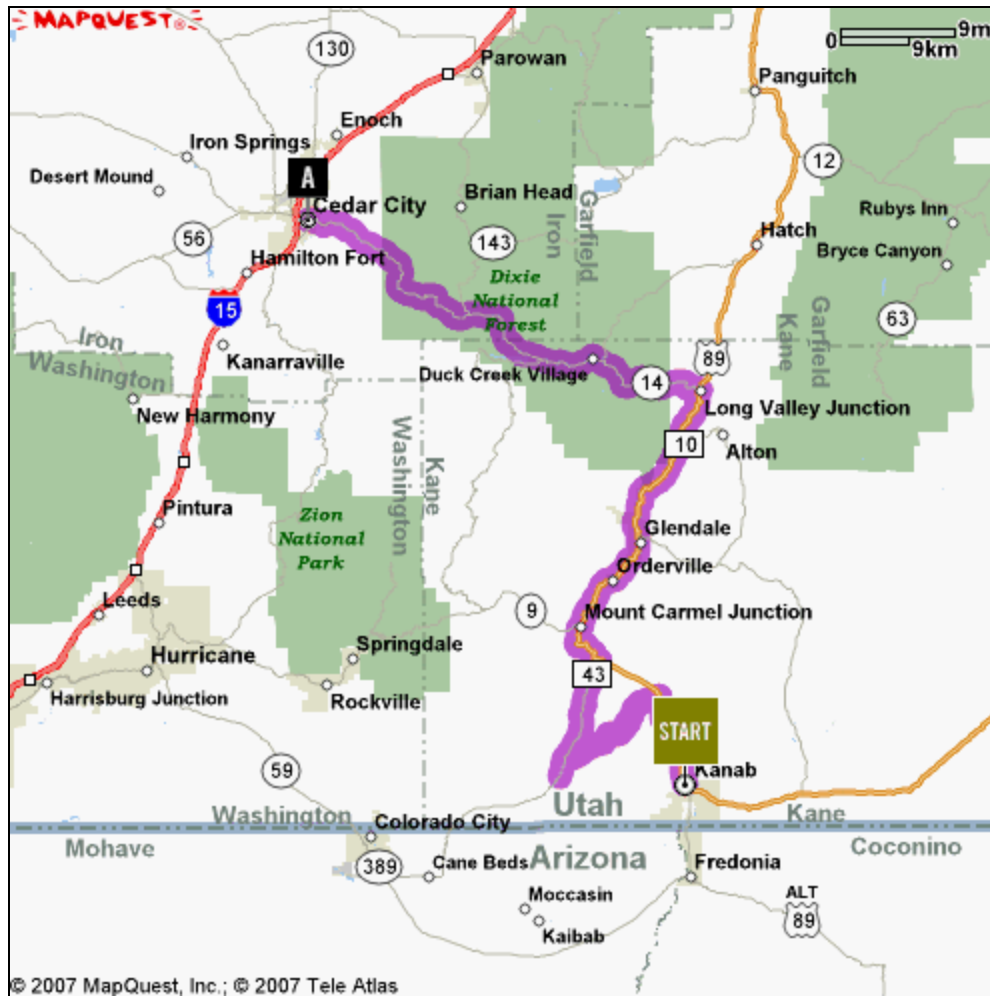 MAPQUEST®
130
Parowan
0
9m
9km
Panguitch
Enoch
Iron Springs
12
Desert Mound
A
Brian Head
Cedar City
Rubys Inn
Garfield
Iron
56
143
Hatch
Bryce Canyon
Hamilton Fort
Dixie
National
Forest
15
63
Garfield
Kane
Iron
Washington
Kanarraville
89
Duck Creek Village
14
New Harmony
Long Valley Junction
10
Alton
Washington
Kane
Pintura
Zion
National
Park
Glendale
Orderville
Leeds
9
Mount Carmel Junction
Hurricane
Springdale
43
Harrisburg Junction
Rockville
START
59
Kanab
Utah
Washington
Kane
Colorado City
Mohave
Arizona
Coconino
389
Cane Beds
Fredonia
Moccasin
ALT
89
Kaibab
© 2007 MapQuest, Inc.; © 2007 Tele Atlas